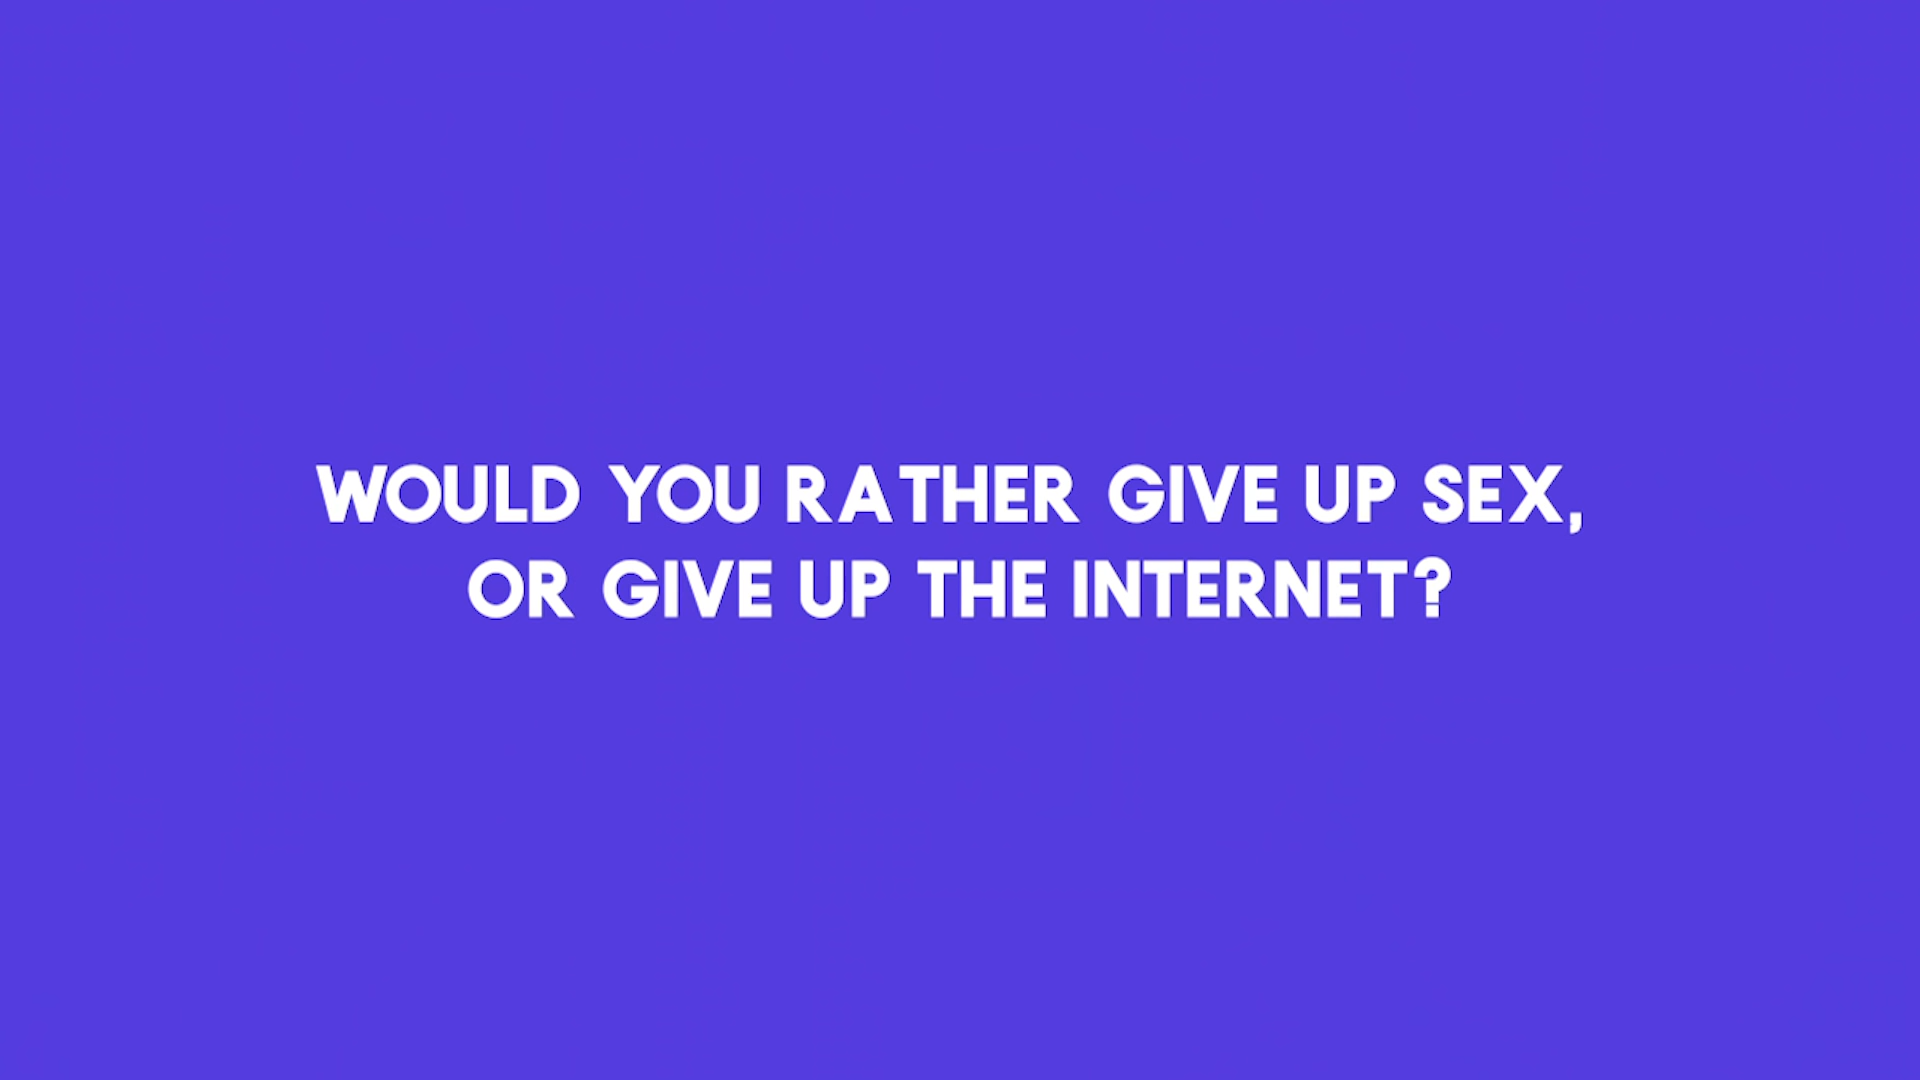 WOULD YOU RATHER GIVE UP SEX,
OR GIVE UP THE INTERNET?